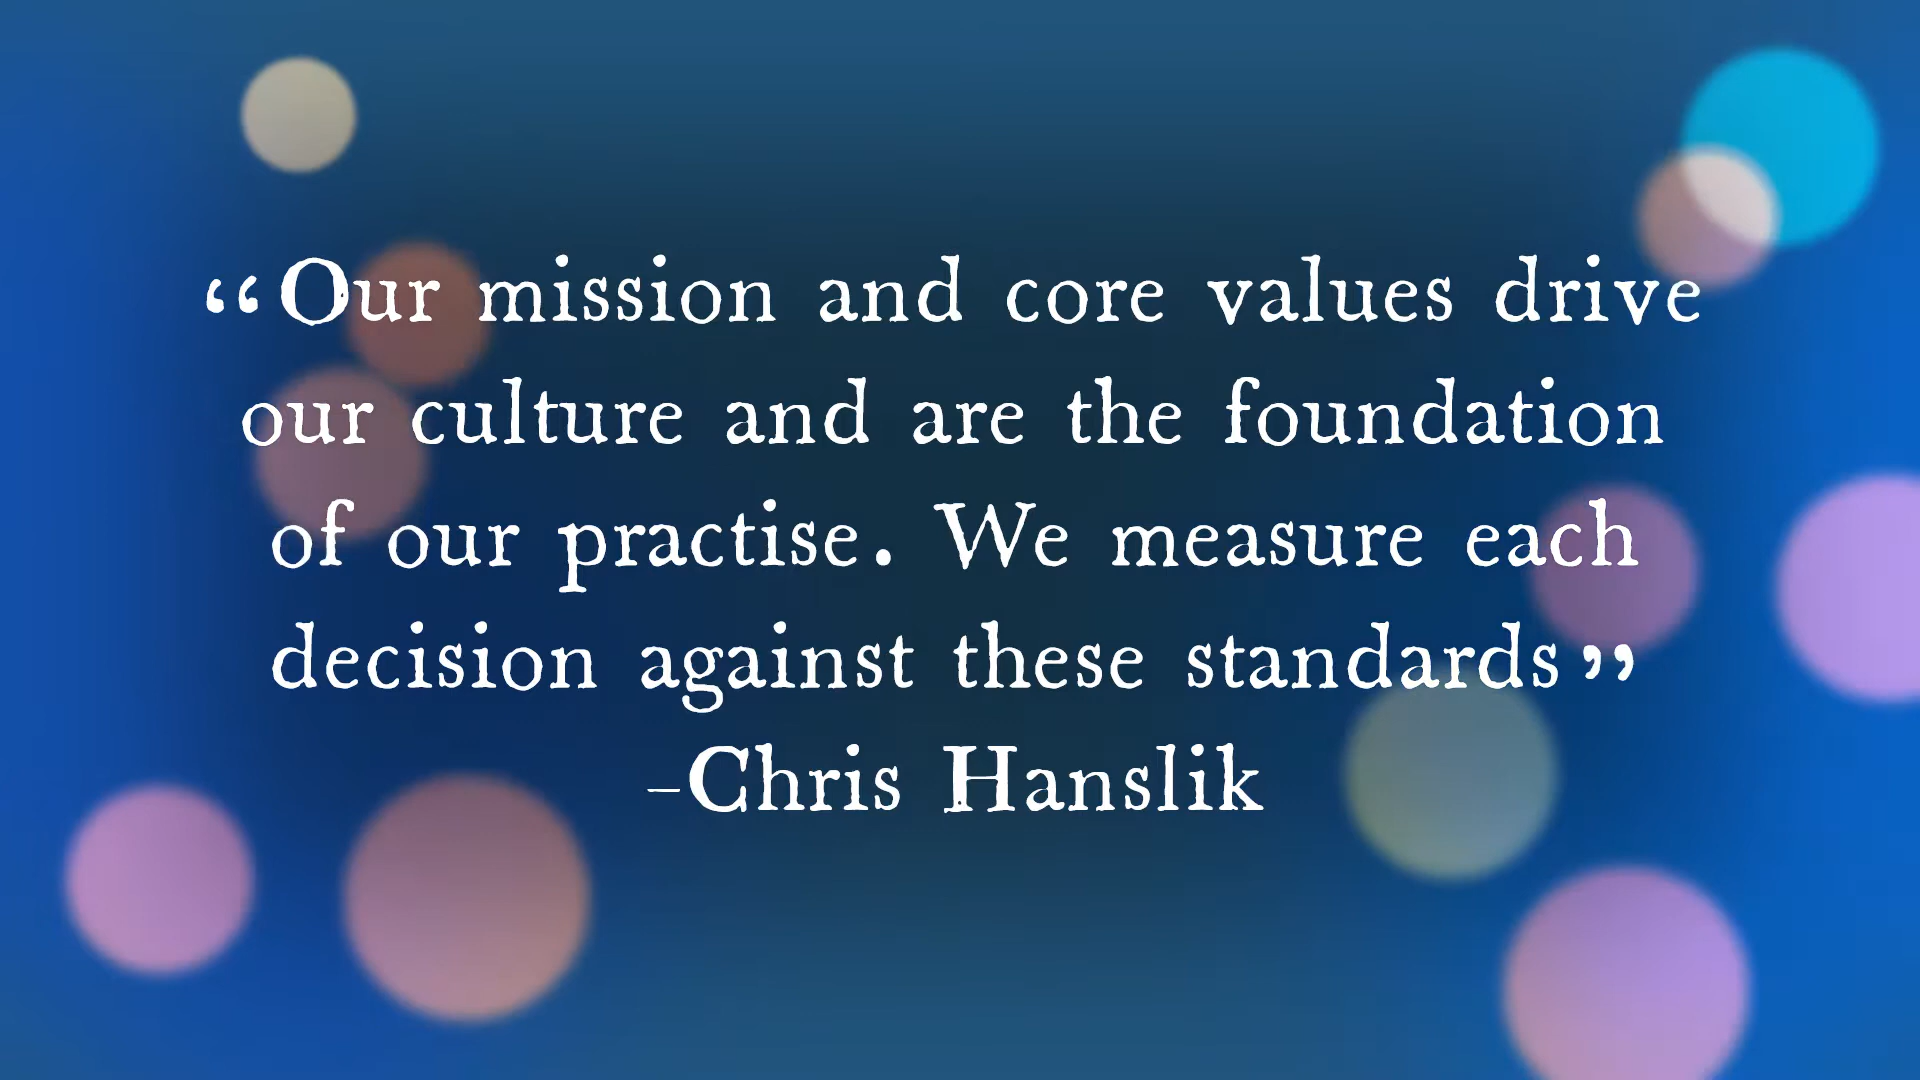 “Our mission and core values drive
our culture and are the foundation
of our practise. We measure each
decision against these standards”
-Chris Hanslik